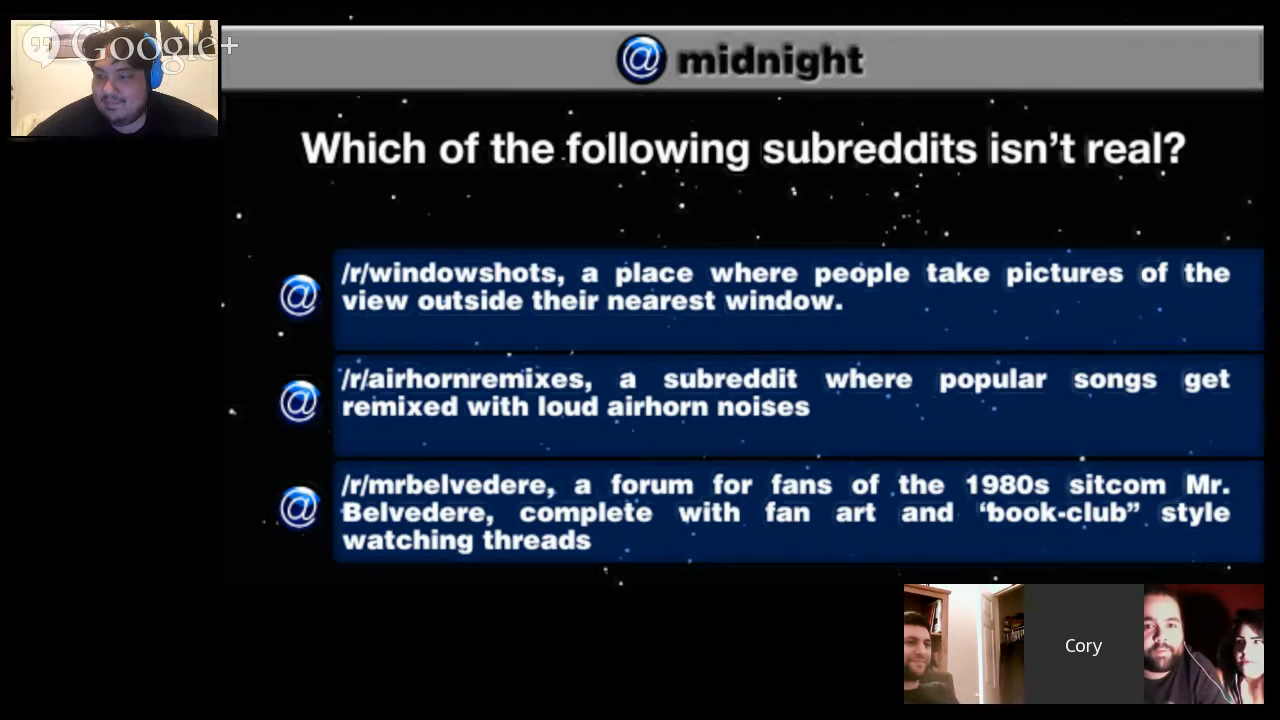 Google+
@ midnight
Which of the following subreddits isn't real?
@
/r/windowshots, a place where people take pictures of the
view outside their nearest window.
@
/r/airhornremixes, a subreddit where popular songs get
remixed with loud airhorn noises
@
/r/mrbelvedere, a forum for fans of the 1980s sitcom Mr.
Belvedere, complete with fan art and ‘book-club” style
watching threads
Cory